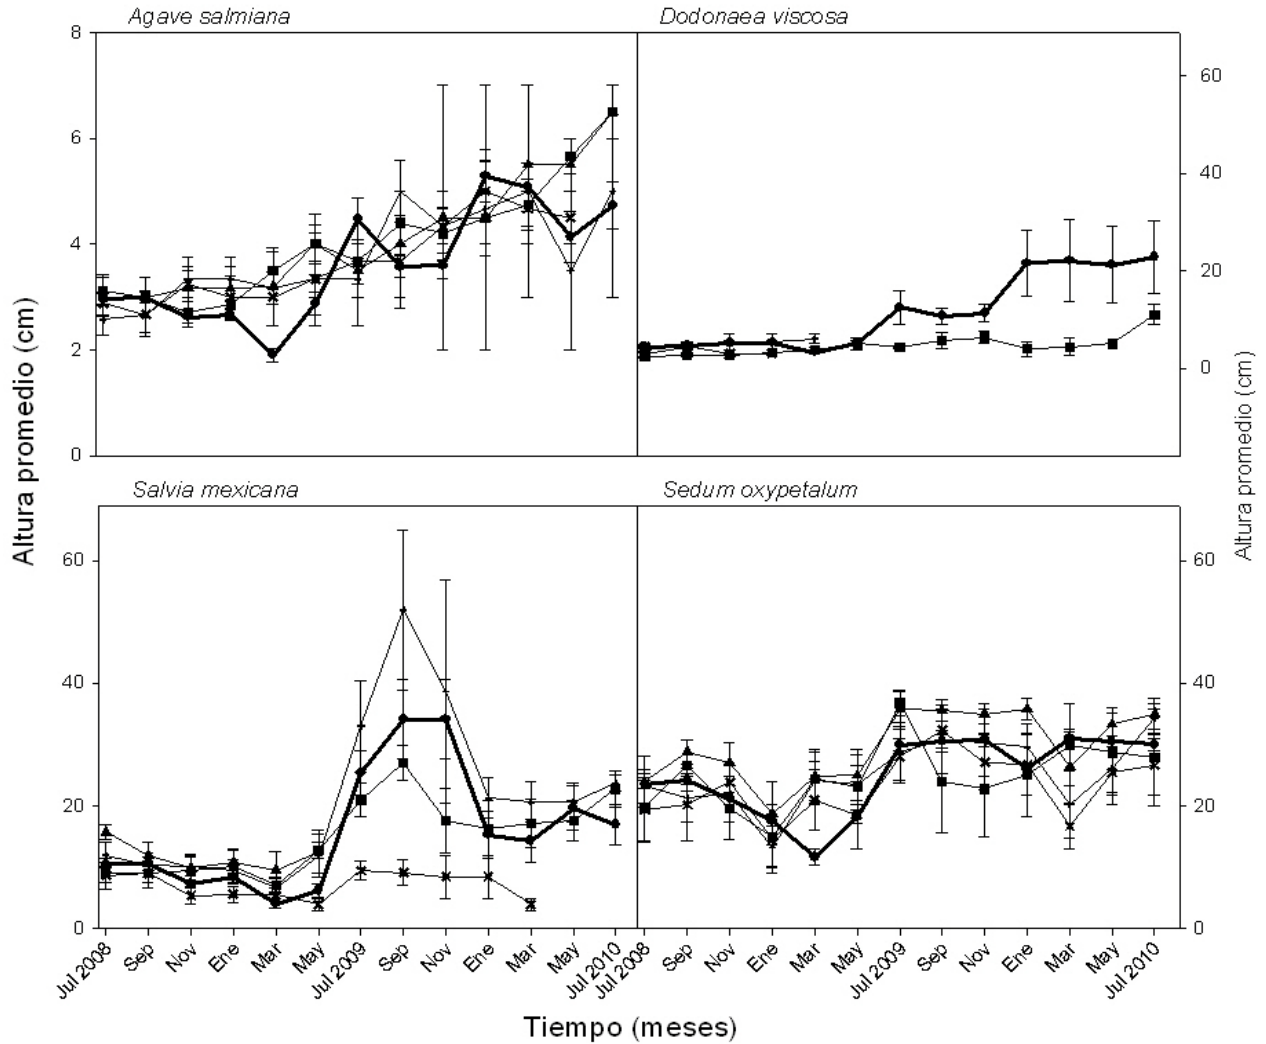 Agave salmiana
Dodonaea viscosa
8
6
4
2
0
60
40
20
0
Altura promedio (cm)
Altura promedio (cm)
Salvia mexicana
Sedum oxypetalum
60
40
20
0
60
40
20
0
Jul 2008 Sep Nov Ene Mar May Jul 2009 Sep Nov Ene Mar May Jul 2010
Jul 2008 Sep Nov Ene Mar May Jul 2009 Sep Nov Ene Mar May Jul 2010
Tiempo (meses)